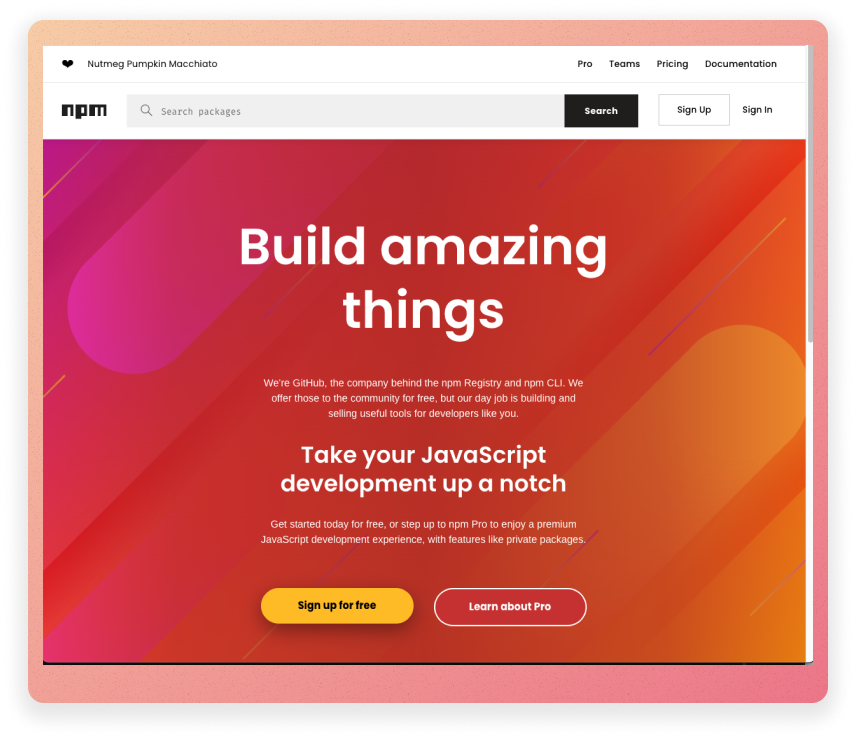 ❤ Nutmeg Pumpkin Macchiato
Pro Teams Pricing Documentation
npm
Search packages
Search
Sign Up
Sign In
Build amazing
things
We're GitHub, the company behind the npm Registry and npm CLI. We
offer those to the community for free, but our day job is building and
selling useful tools for developers like you.
Take your JavaScript
development up a notch
Get started today for free, or step up to npm Pro to enjoy a premium
JavaScript development experience, with features like private packages.
Sign up for free
Learn about Pro